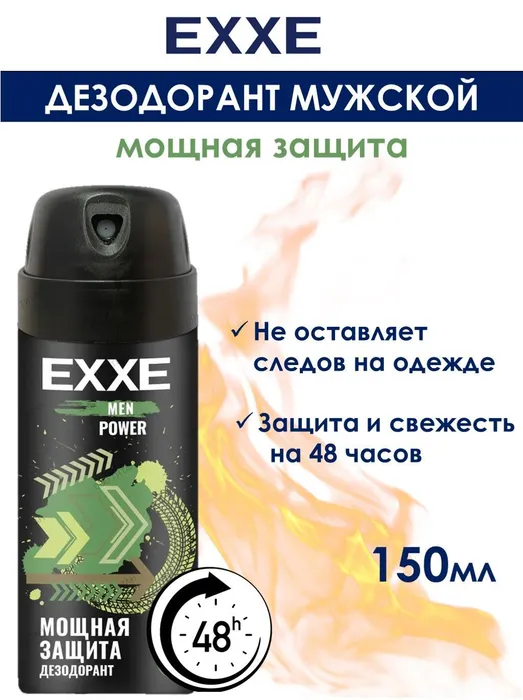 EXXE
ДЕЗОДОРАНТ МУЖСКОЙ
мощная защита
✓ Не оставляет
следов на одежде
✓ Защита и свежесть
на 48 часов
150мл
EXXE
MEN
POWER
МОЩНАЯ
ЗАЩИТА
ДЕЗОДОРАНТ
48h